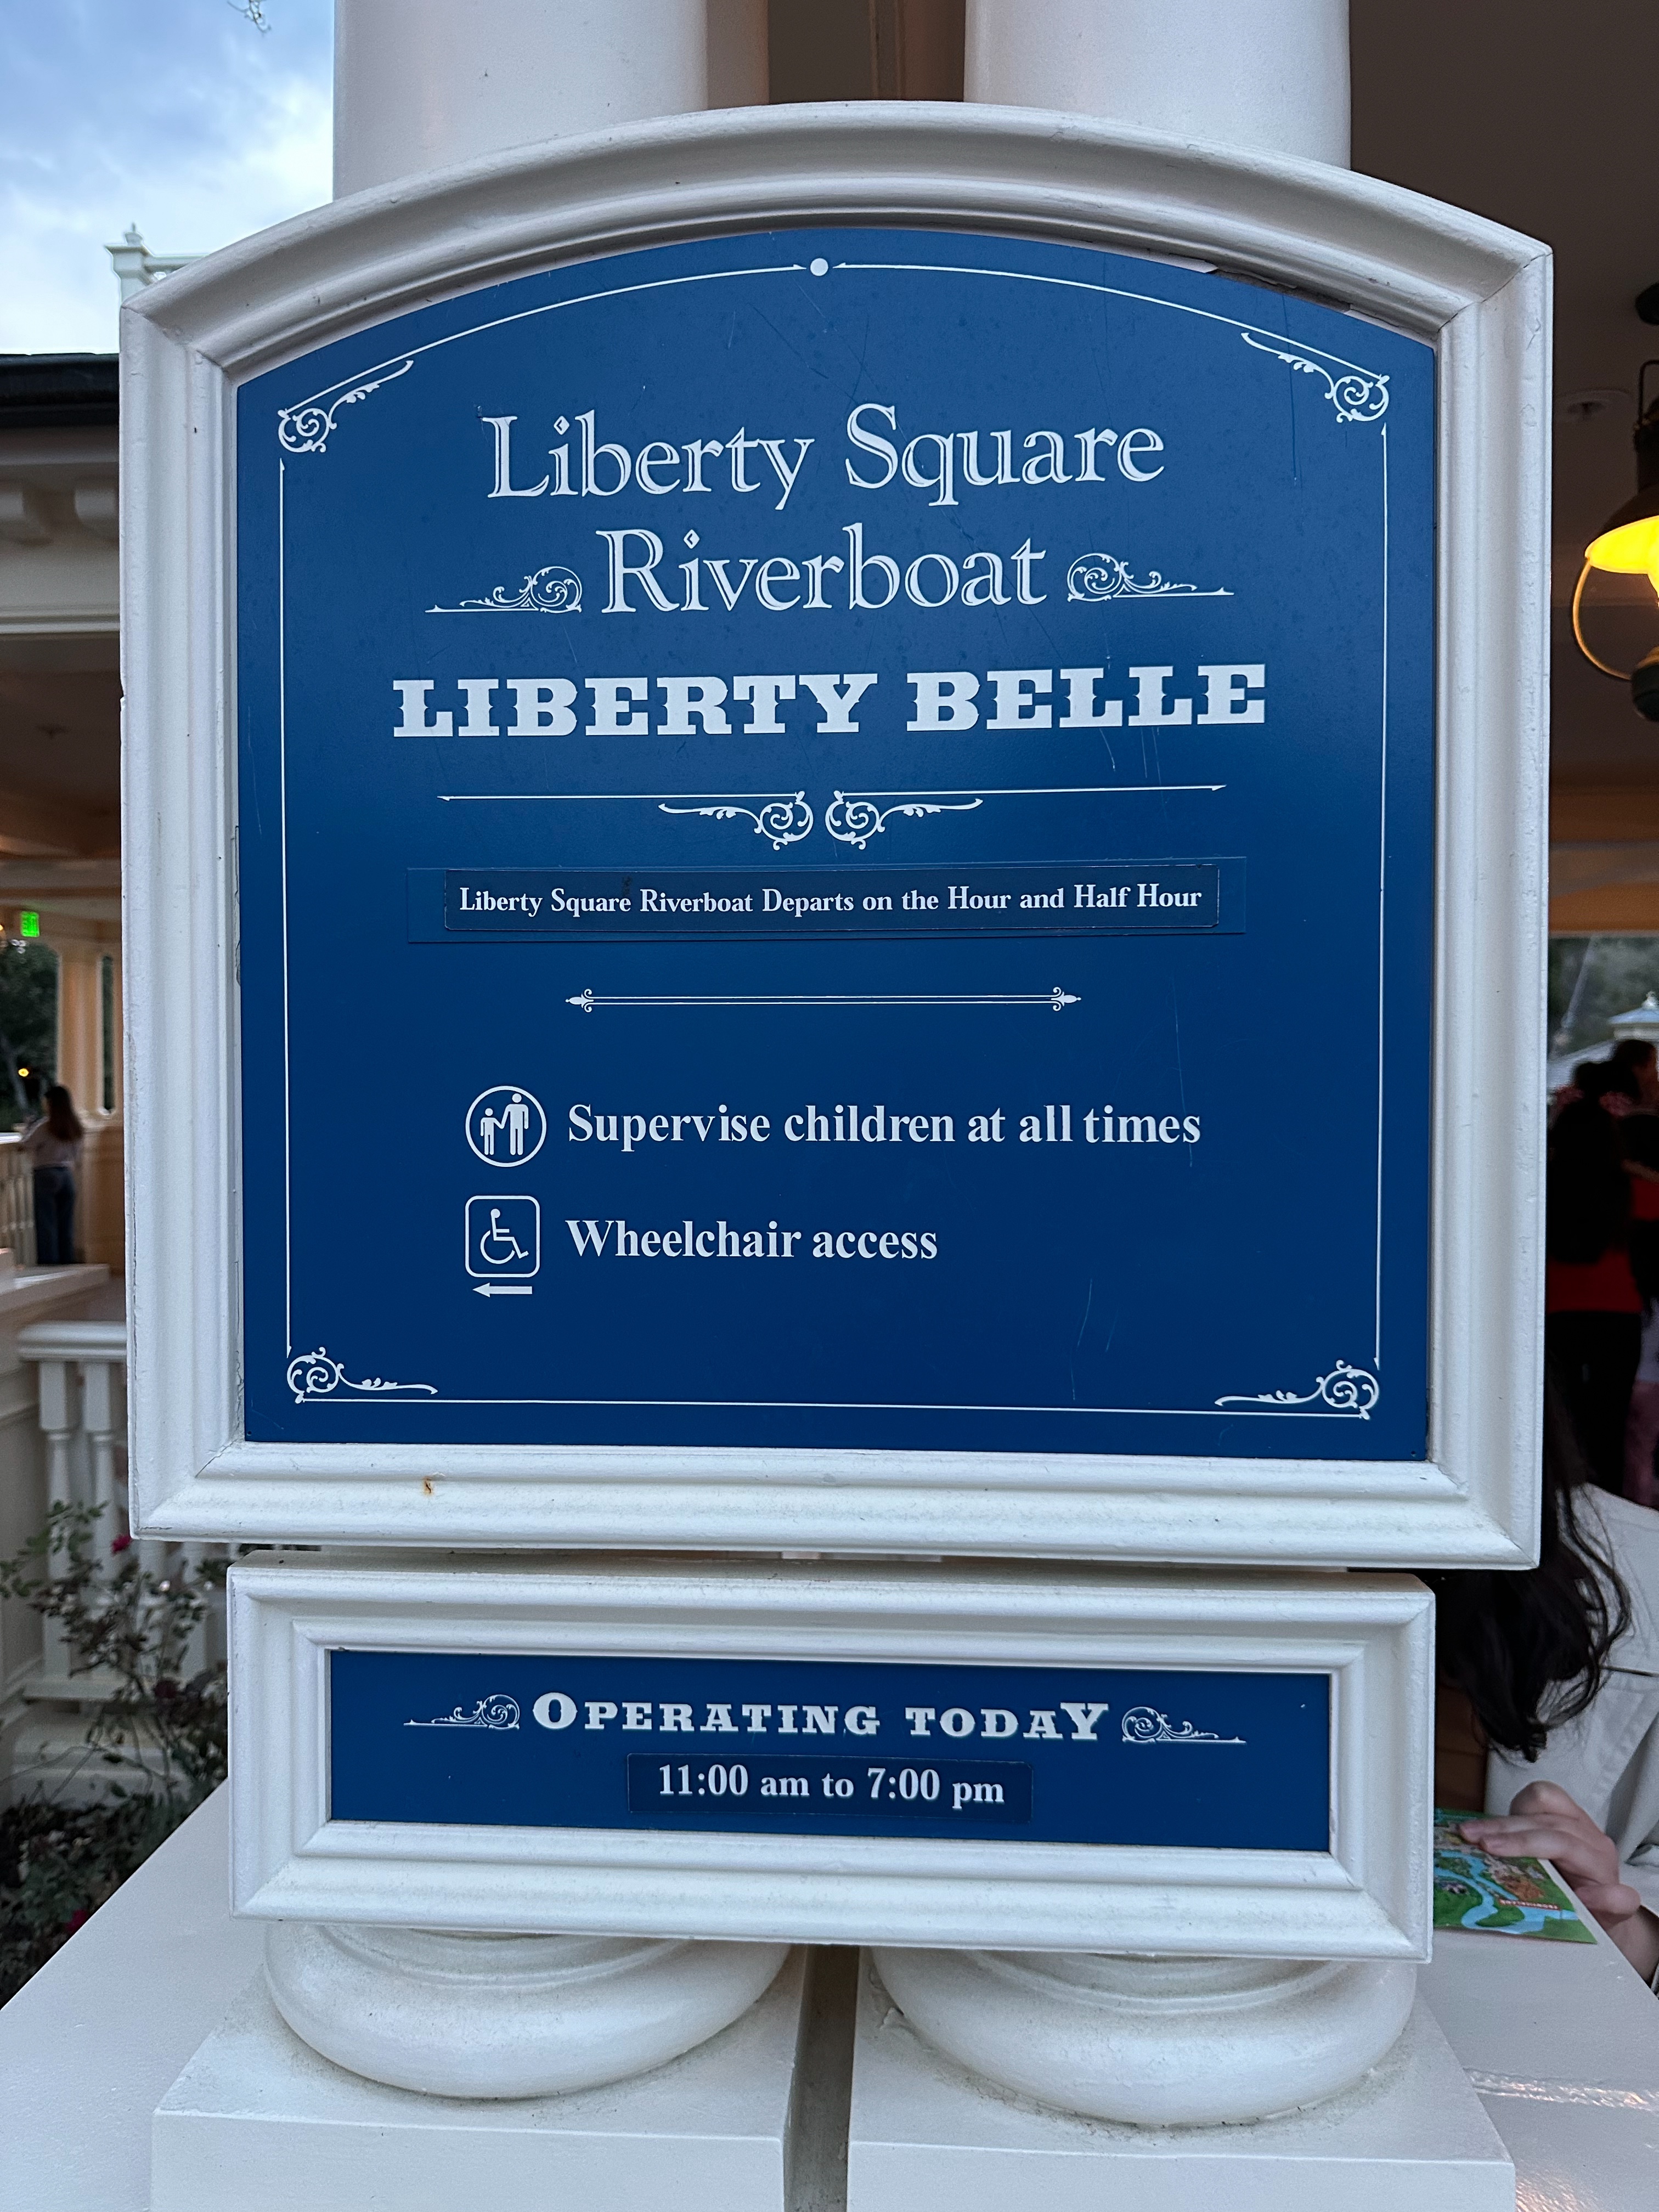 Liberty Square
Riverboat
LIBERTY BELLE
Liberty Square Riverboat Departs on the Hour and Half Hour
Supervise children at all times
Wheelchair access
OPERATING TODAY
11:00 am to 7:00 pm